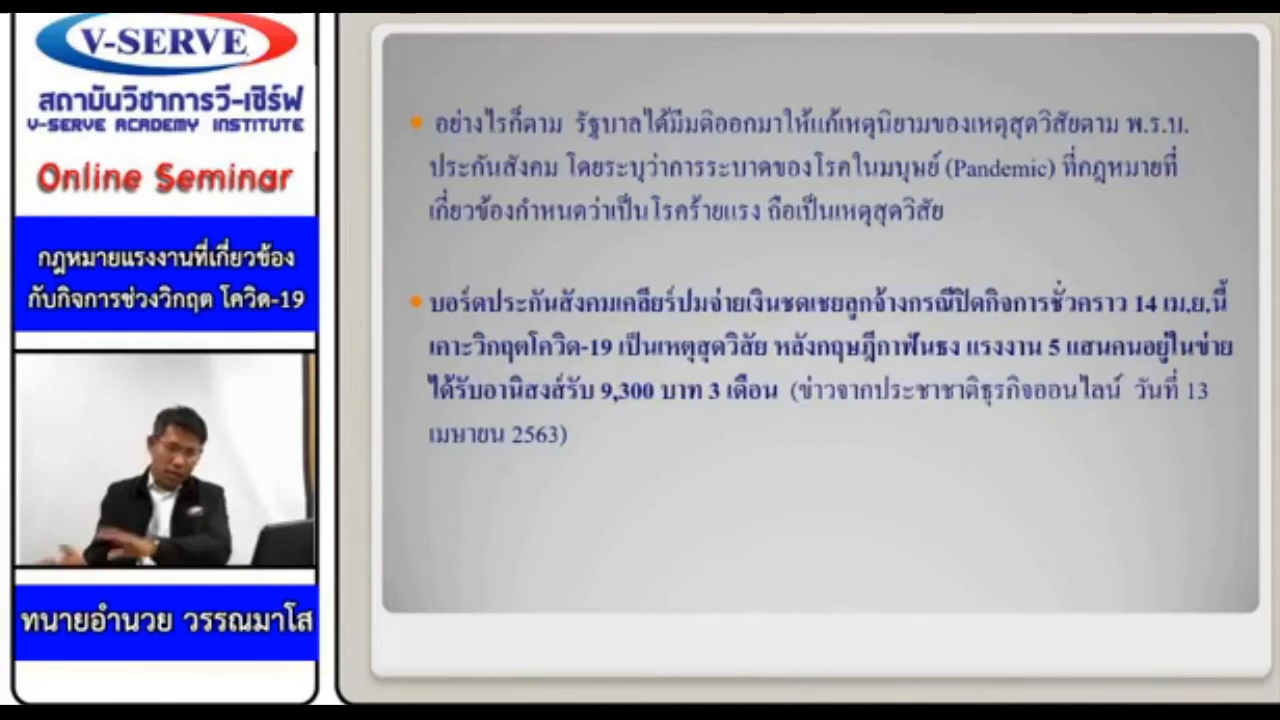 V-SERVE
สถาบันวิชาการวี-เซิร์ฟ
V-SERVE ACADEMY INSTITUTE
Online Seminar
กฎหมายแรงงานที่เกี่ยวข้อง
กับกิจการช่วงวิกฤต โควิด-19
ทนายอำนวย วรรณมาโส
อย่างไรก็ตาม รัฐบาลได้มีมติออกมาให้แก้เหตุนิยามของเหตุสุดวิสัยตาม พ.ร.บ.
ประกันสังคม โดยระบุว่าการระบาดของโรคในมนุษย์ (Pandemic) ที่กฎหมายที่
เกี่ยวข้องกำหนดว่าเป็นโรคร้ายแรง ถือเป็นเหตุสุดวิสัย
บอร์ดประกันสังคมเคลียร์ปมจ่ายเงินชดเชยลูกจ้างกรณีปิดกิจการชั่วคราว 14 เม.ย.นี้
เคาะวิกฤตโควิด-19 เป็นเหตุสุดวิสัย หลังกฤษฎีกาฟันธง แรงงาน 5 แสนคนอยู่ในข่าย
ได้รับอานิสงส์รับ 9,300 บาท 3 เดือน (ข่าวจากประชาชาติธุรกิจออนไลน์ วันที่ 13
เมษายน 2563)